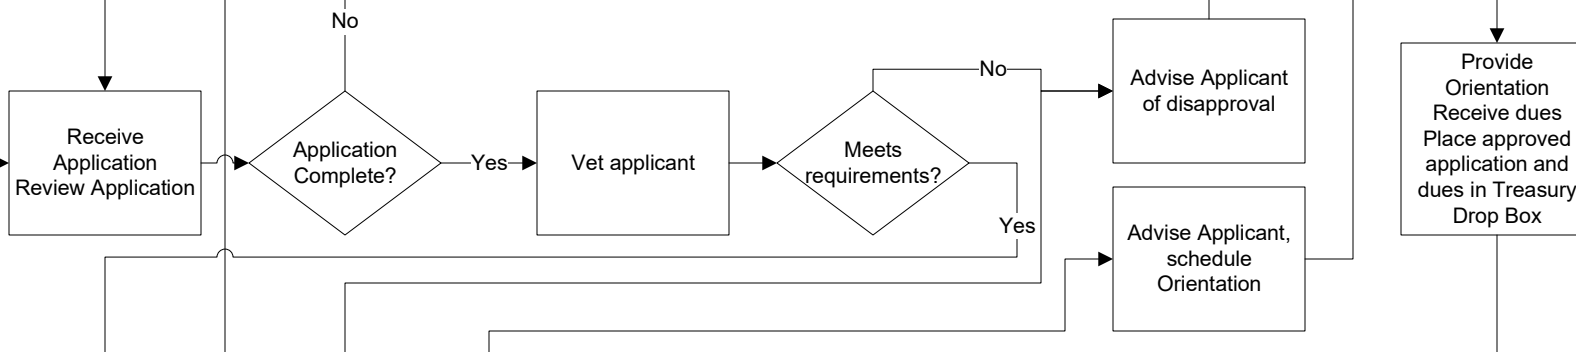 No
Receive
Application
Review Application
Application
Complete?
Yes
Vet applicant
Meets
requirements?
No
Yes
Advise Applicant
of disapproval
Advise Applicant,
schedule
Orientation
Provide
Orientation
Receive dues
Place approved
application and
dues in Treasury
Drop Box